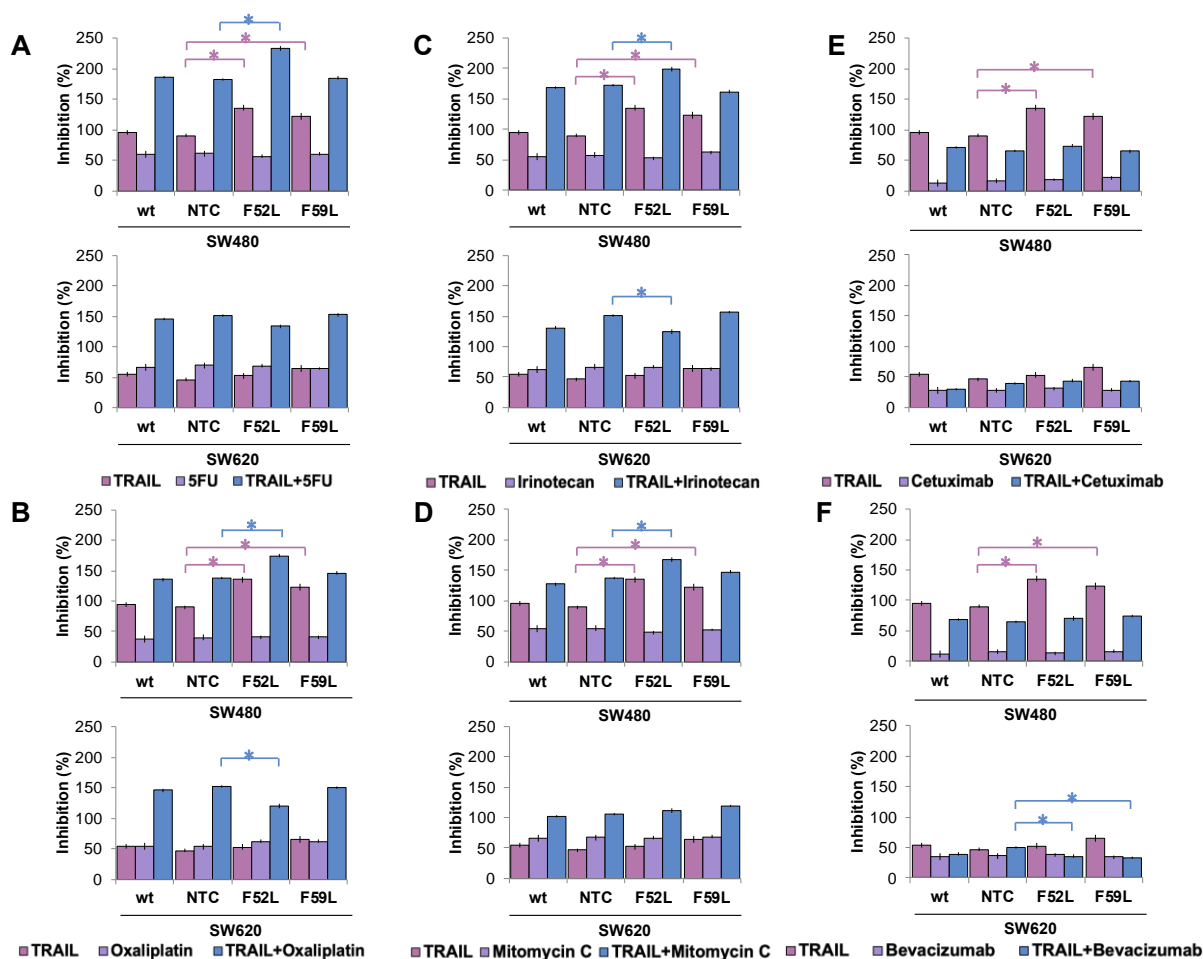 A
Inhibition (%)
250
200
150
100
50
0
*
*
*
wt NTC F52L F59L
SW480
Inhibition (%)
250
200
150
100
50
0
wt NTC F52L F59L
SW620
TRAIL 5FU TRAIL+5FU
B
Inhibition (%)
250
200
150
100
50
0
*
*
*
wt NTC F52L F59L
SW480
Inhibition (%)
250
200
150
100
50
0
*
wt NTC F52L F59L
SW620
TRAIL Oxaliplatin TRAIL+Oxaliplatin
C
Inhibition (%)
250
200
150
100
50
0
*
*
*
wt NTC F52L F59L
SW480
Inhibition (%)
250
200
150
100
50
0
*
wt NTC F52L F59L
SW620
TRAIL Irinotecan TRAIL+Irinotecan
D
Inhibition (%)
250
200
150
100
50
0
*
*
*
wt NTC F52L F59L
SW480
Inhibition (%)
250
200
150
100
50
0
wt NTC F52L F59L
SW620
TRAIL Mitomycin C TRAIL+Mitomycin C
E
Inhibition (%)
250
200
150
100
50
0
*
*
wt NTC F52L F59L
SW480
Inhibition (%)
250
200
150
100
50
0
wt NTC F52L F59L
SW620
TRAIL Cetuximab TRAIL+Cetuximab
F
Inhibition (%)
250
200
150
100
50
0
*
*
wt NTC F52L F59L
SW480
Inhibition (%)
250
200
150
100
50
0
*
*
wt NTC F52L F59L
SW620
TRAIL Bevacizumab TRAIL+Bevacizumab